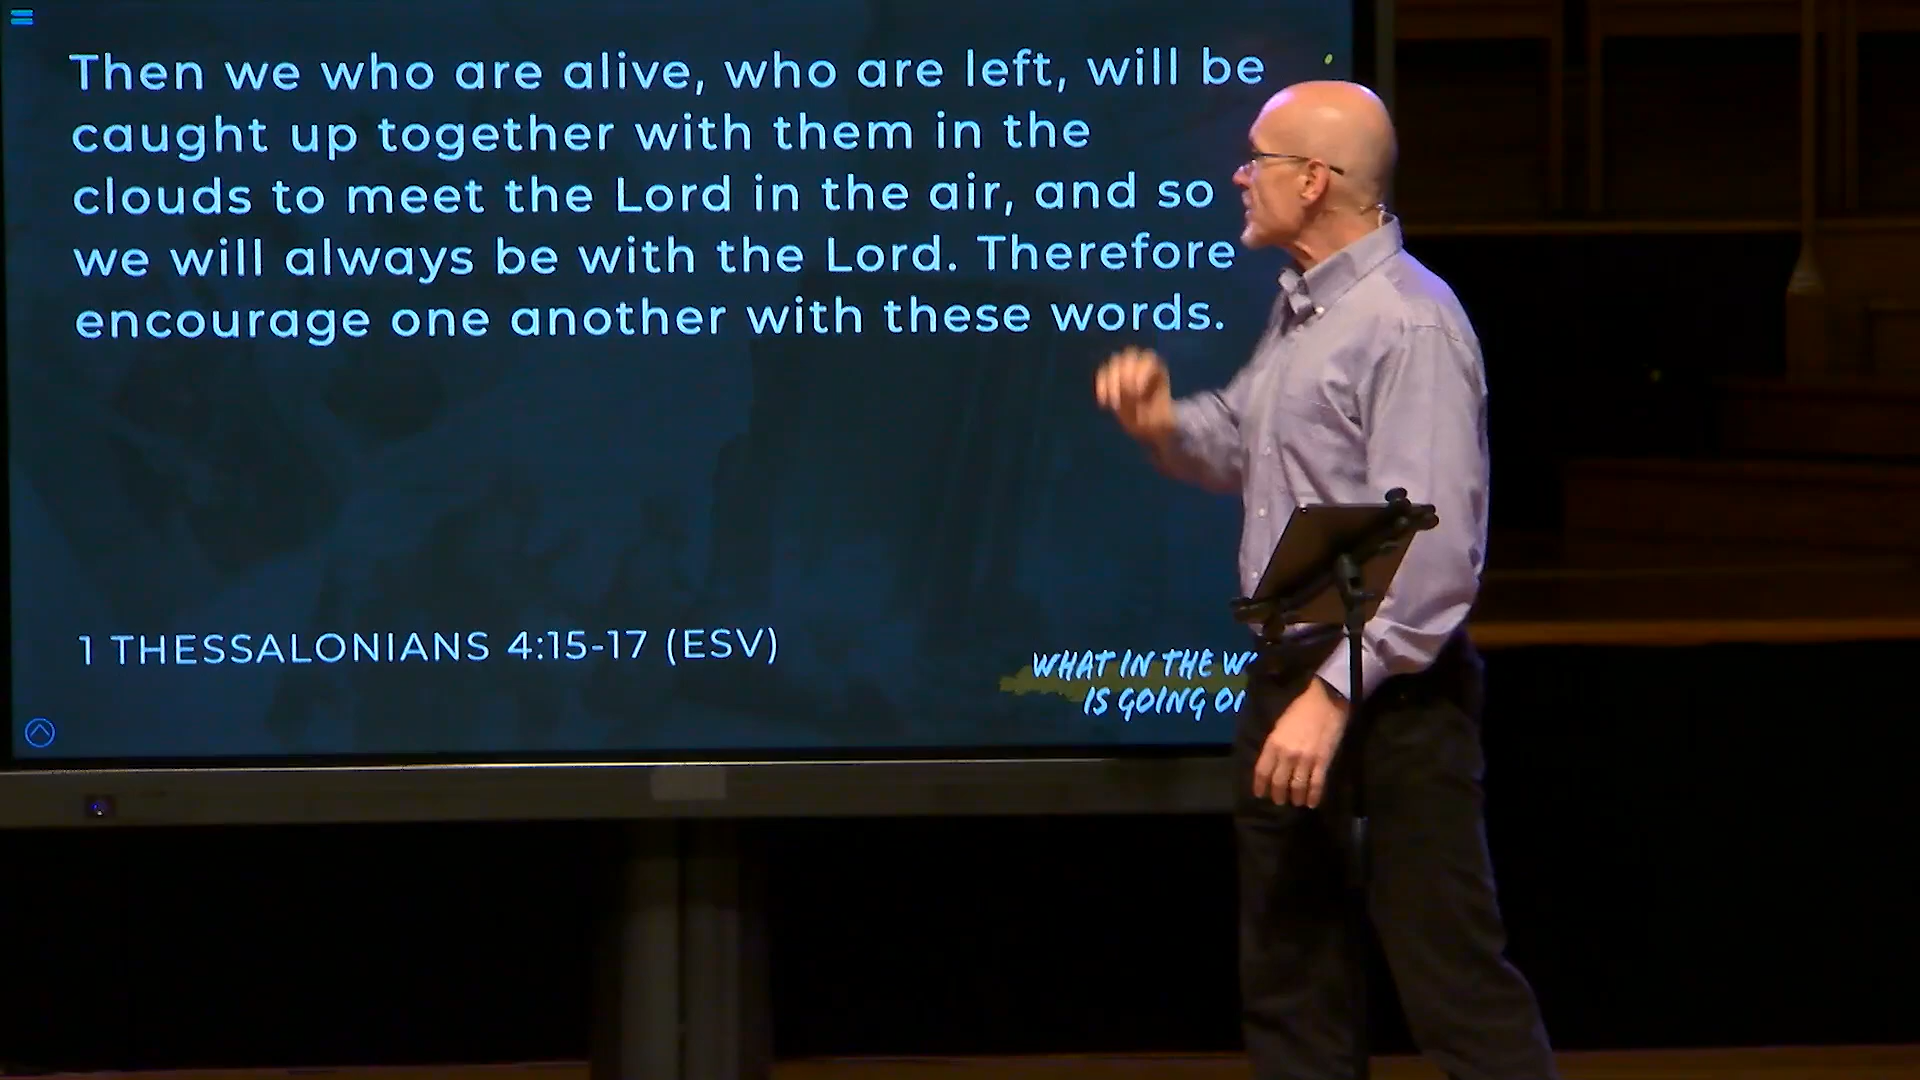 Then we who are alive, who are left, will be
caught up together with them in the
clouds to meet the Lord in the air, and so
we will always be with the Lord. Therefore
encourage one another with these words.
1 THESSALONIANS 4:15-17 (ESV)
WHAT IN THE
IS GOING